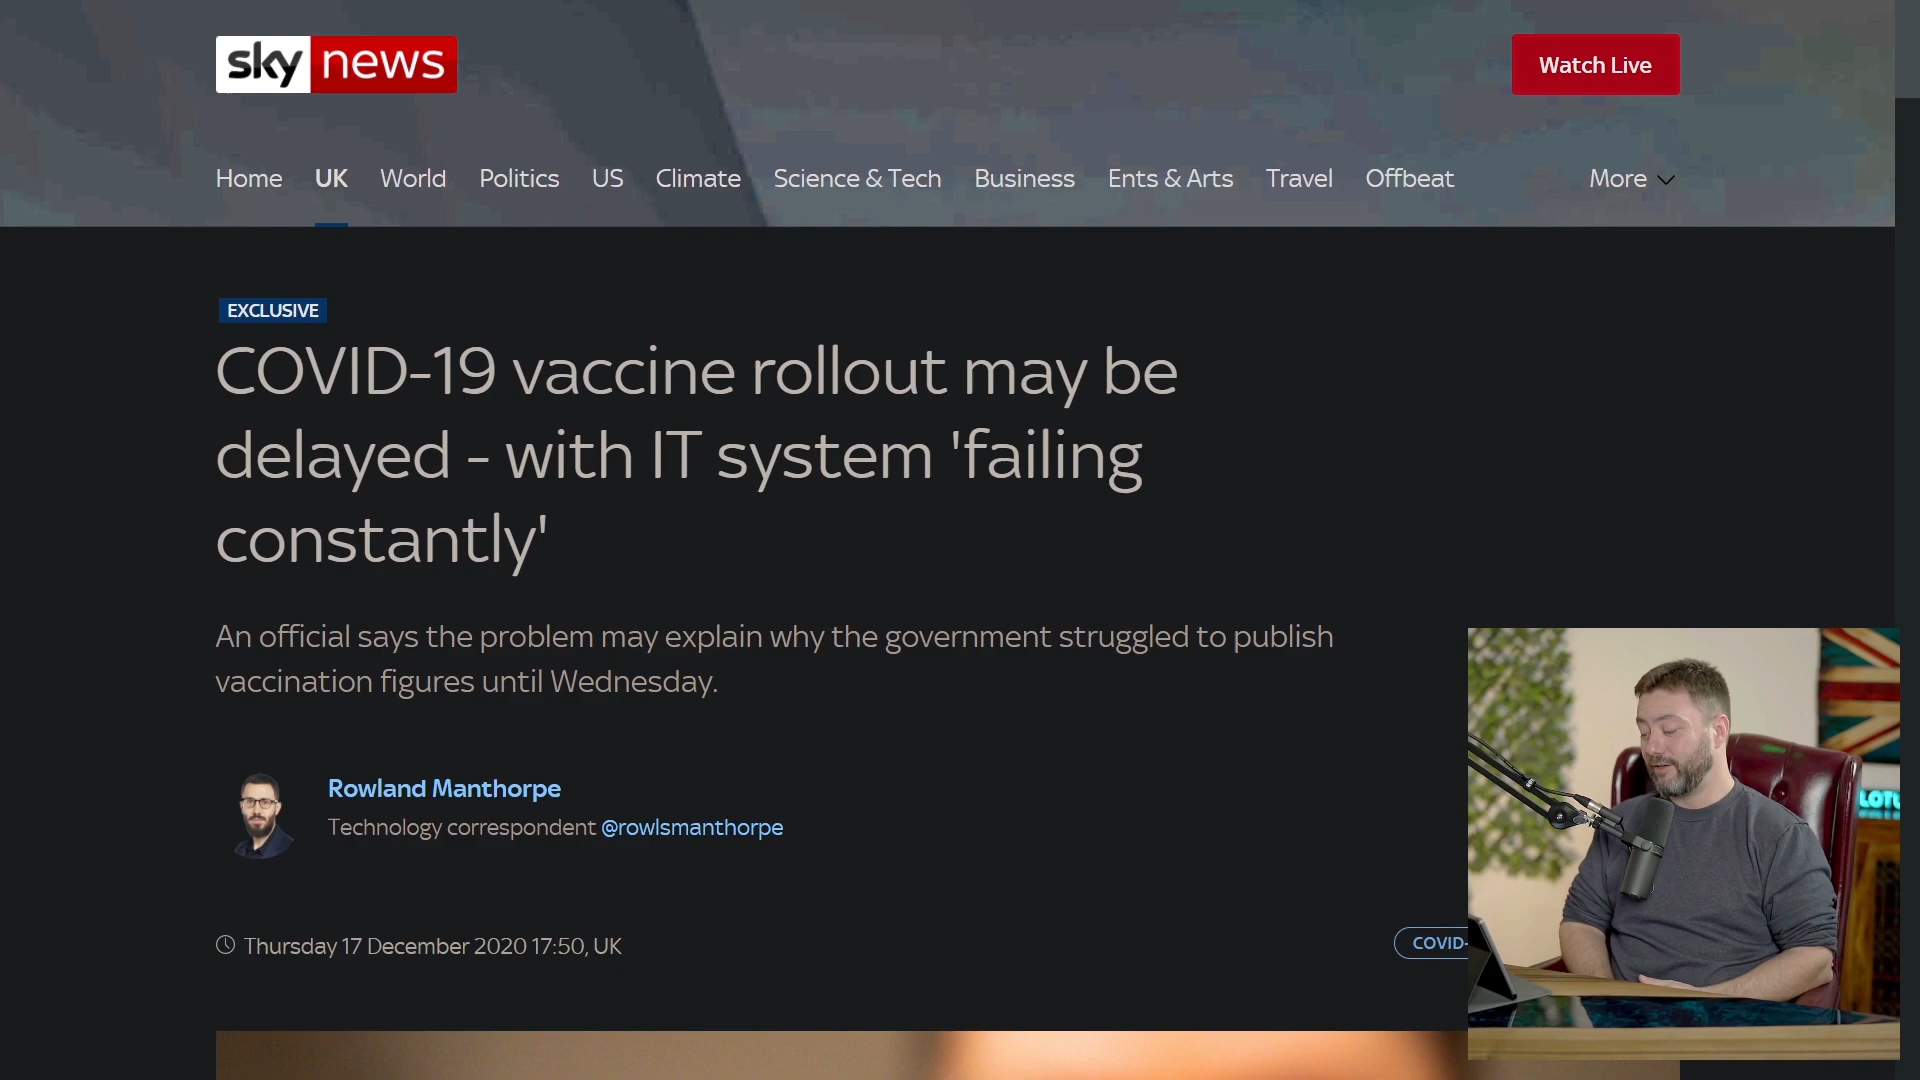 sky news
Watch Live
Home UK World Politics US Climate Science & Tech Business Ents & Arts Travel Offbeat More
EXCLUSIVE
COVID-19 vaccine rollout may be
delayed - with IT system 'failing
constantly'
An official says the problem may explain why the government struggled to publish
vaccination figures until Wednesday.
Rowland Manthorpe
Technology correspondent @rowlsmanthorpe
Thursday 17 December 2020 17:50, UK
COVID-
LOTU